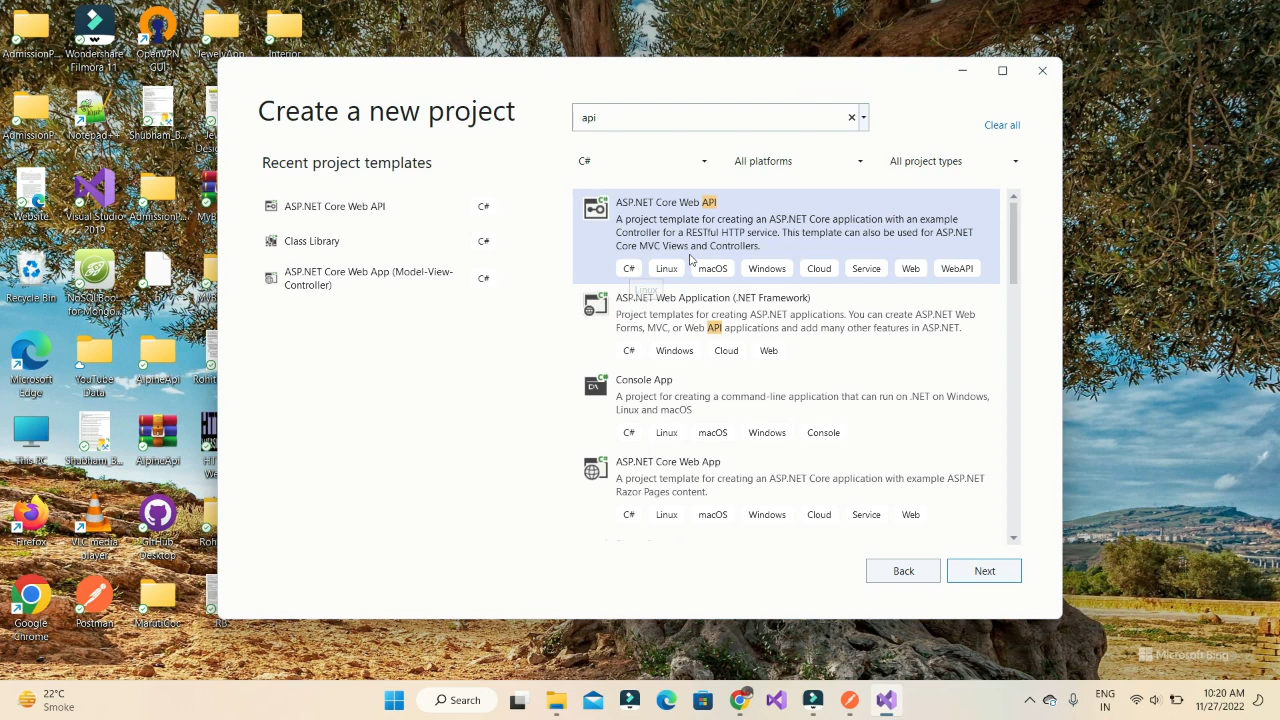 AdmissionP...
Wondershare
Filmora 11
OpenVPN
GUI
JewelyApp
Interior
Create a new project
api
Clear all
C#
All platforms
All project types
Recent project templates
ASP.NET Core Web API
C#
Class Library
C#
ASP.NET Core Web App (Model-View-
Controller)
C#
ASP.NET Core Web API
A project template for creating an ASP.NET Core application with an example
Controller for a RESTful HTTP service. This template can also be used for ASP.NET
Core MVC Views and Controllers.
C# Linux macOS Windows Cloud Service Web WebAPI
Linux
ASP.NET Web Application (.NET Framework)
Project templates for creating ASP.NET applications. You can create ASP.NET Web
Forms, MVC, or Web API applications and add many other features in ASP.NET.
C# Windows Cloud Web
Console App
A project for creating a command-line application that can run on .NET on Windows,
Linux and macOS
C# Linux macOS Windows Console
ASP.NET Core Web App
A project template for creating an ASP.NET Core application with example ASP.NET
Razor Pages content.
C# Linux macOS Windows Cloud Service Web
Back
Next
AdmissionP...
Notepad++
Shubham_B...
Website
Visual Studio
2019
AdmissionP...
Recycle Bin
NoSQLBoo...
for Mongo...
Microsoft
Edge
YouTube
Data
AlpineApi
This PC
Shubham_B...
AlpineApi
Firefox
VLC media
player
GitHub
Desktop
Google
Chrome
Postman
MarutiCoc
Microsoft Bing
22°C
Smoke
Search
ENG
IN
10:20 AM
11/27/2022